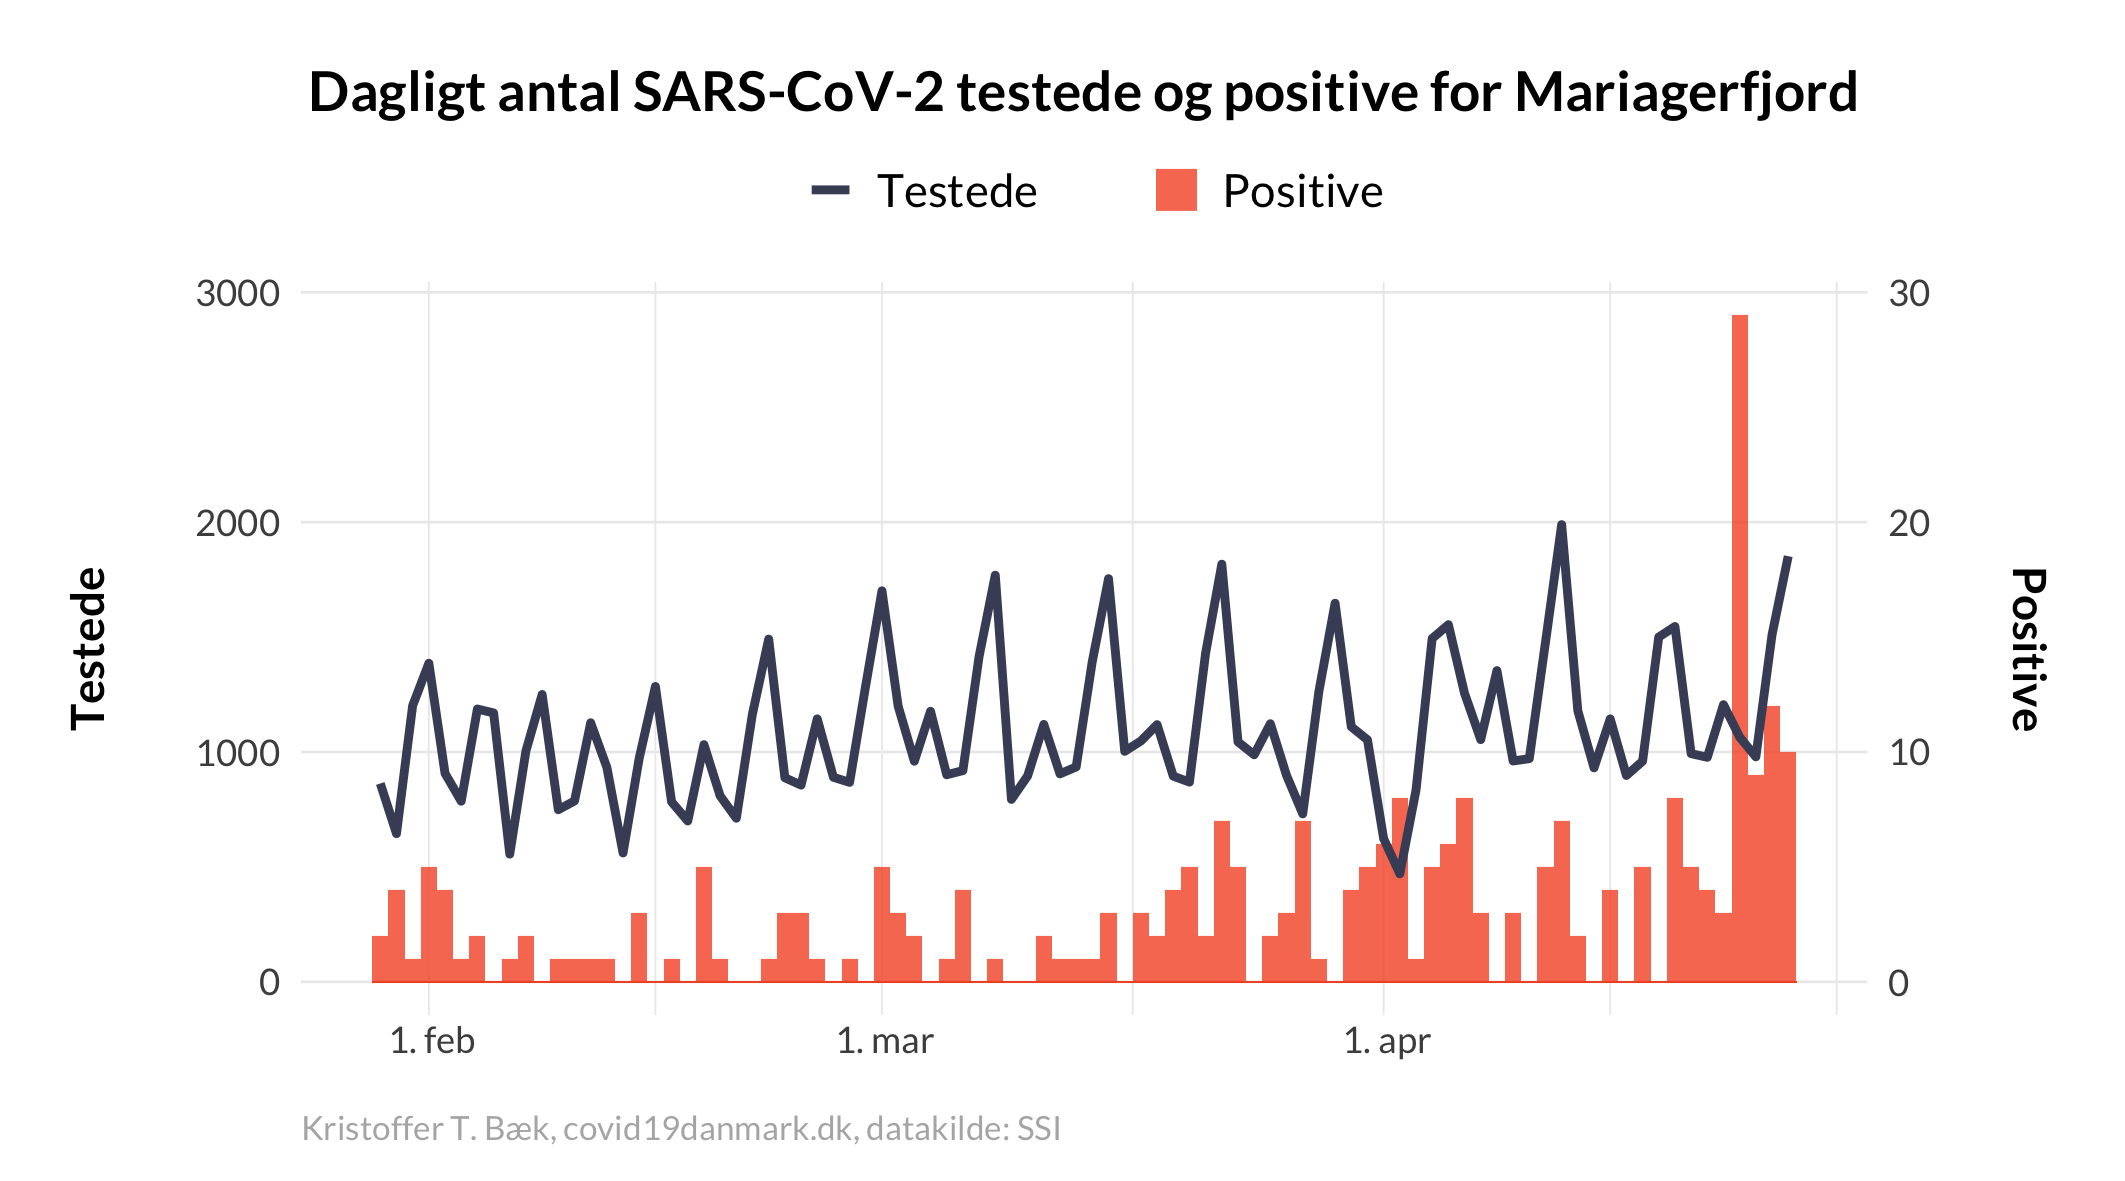 Dagligt antal SARS-CoV-2 testede og positive for Mariagerfjord
Testede
Positive
3000
2000
1000
0
Testede
30
20
10
0
Positive
1. feb
1. mar
1. apr
Kristoffer T. Bæk, covid19danmark.dk, datakilde: SSI